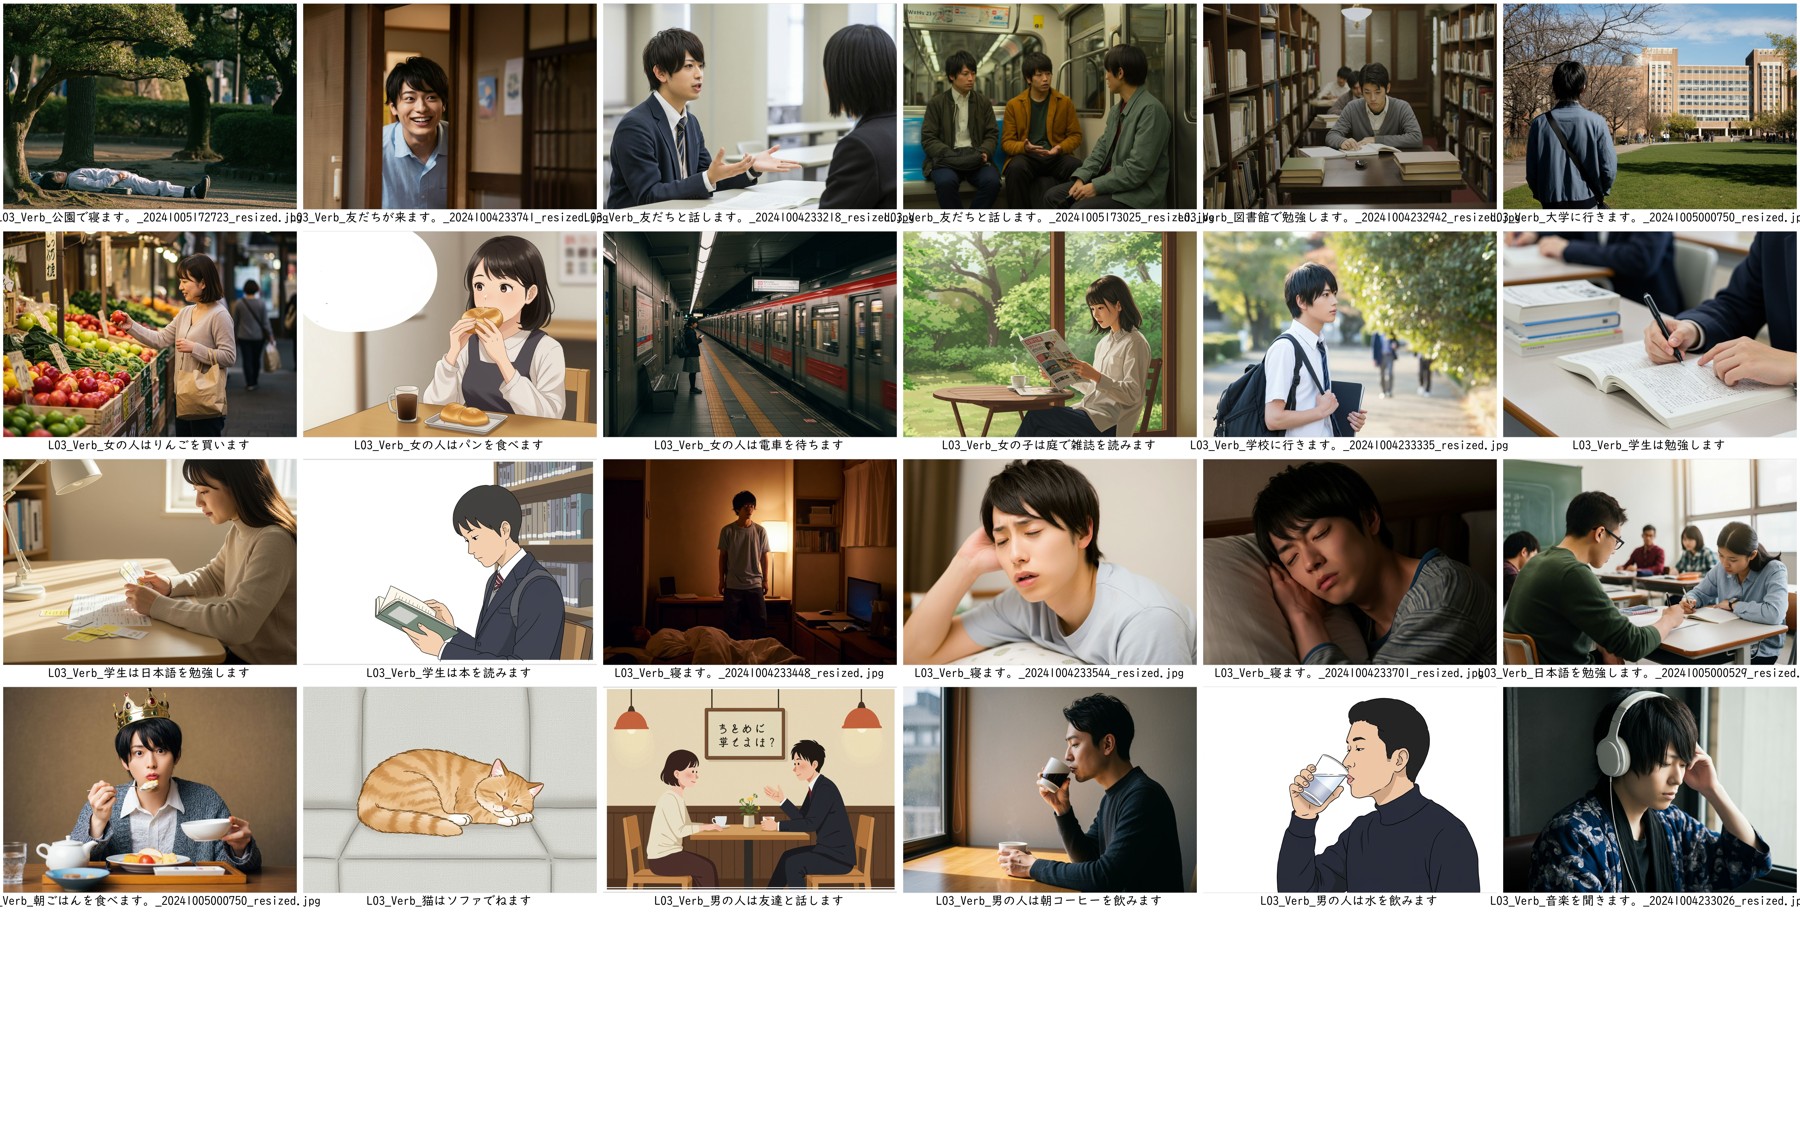 L03_Verb_公園で寝ます。_20241005172723_resized.jpg
L03_Verb_友だちが来ます。_20241004233741_resized.jpg
L03_Verb_友だちと話します。_20241004233218_resized.jpg
L03_Verb_友だちと話します。_20241005173025_resized.jpg
L03_Verb_図書館で勉強します。_20241004232742_resized.jpg
L03_Verb_大学に行きます。_20241005000750_resized.jp
L03_Verb_女の人はりんごを買います
L03_Verb_女の人はパンを食べます
L03_Verb_女の人は電車を待ちます
L03_Verb_女の子は庭で雑誌を読みます
L03_Verb_学校に行きます。_20241004233335_resized.jpg
L03_Verb_学生は勉強します
L03_Verb_学生は日本語を勉強します
L03_Verb_学生は本を読みます
L03_Verb_寝ます。_20241004233448_resized.jpg
L03_Verb_寝ます。_20241004233544_resized.jpg
L03_Verb_寝ます。_20241004233701_resized.jpg
L03_Verb_日本語を勉強します。_20241005000529_resized.
ちをめに
_Verb_朝ごはんを食べます。_20241005000750_resized.jpg
L03_Verb_猫はソファでねます
L03_Verb_男の人は友達と話します
L03_Verb_男の人は朝コーヒーを飲みます
L03_Verb_男の人は水を飲みます
L03_Verb_音楽を聞きます。_20241004233026_resized.jp